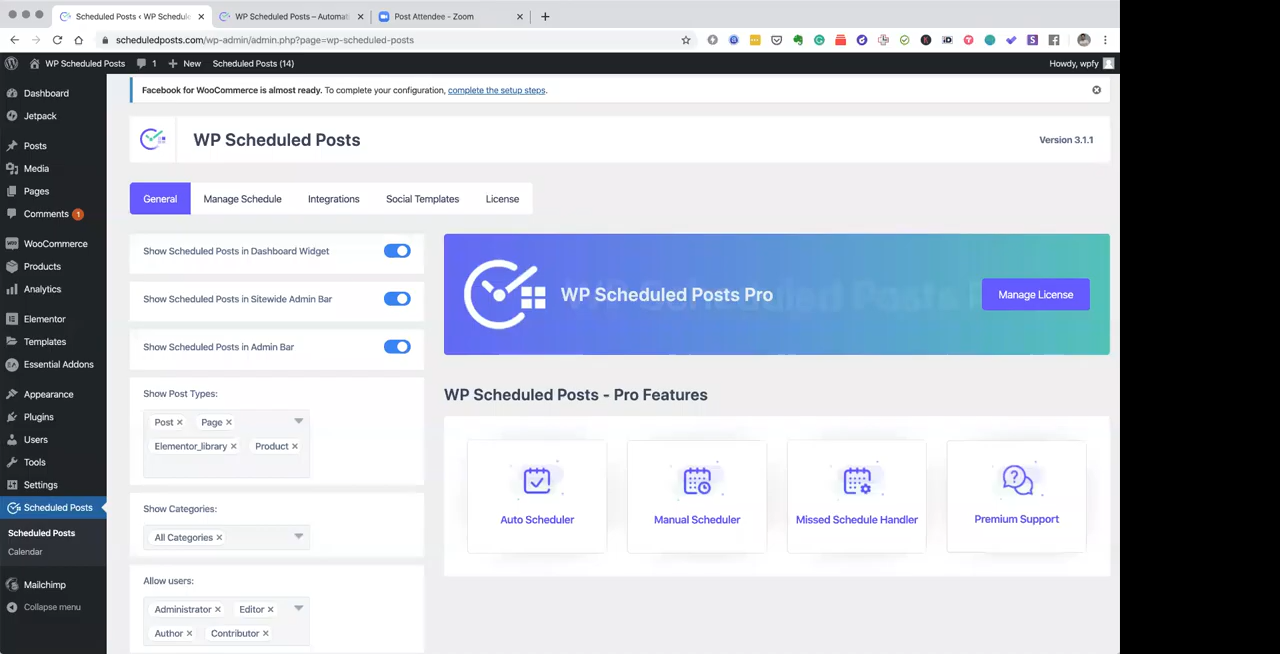 Scheduled Posts ‹ WP Schedule
WP Scheduled Posts – Automat
Post Attendee - Zoom
scheduledposts.com/wp-admin/admin.php?page=wp-scheduled-posts
WP Scheduled Posts
1
New
Scheduled Posts (14)
Howdy, wpfy
Dashboard
Jetpack
Posts
Media
Pages
Comments 1
WooCommerce
Products
Analytics
Elementor
Templates
Essential Addons
Appearance
Plugins
Users
Tools
Settings
Scheduled Posts
Scheduled Posts
Calendar
Mailchimp
Collapse menu
Facebook for WooCommerce is almost ready. To complete your configuration, complete the setup steps.
WP Scheduled Posts
Version 3.1.1
General
Manage Schedule
Integrations
Social Templates
License
Show Scheduled Posts in Dashboard Widget
Show Scheduled Posts in Sitewide Admin Bar
Show Scheduled Posts in Admin Bar
Show Post Types:
Post × Page ×
Elementor_library × Product ×
Show Categories:
All Categories ×
Allow users:
Administrator × Editor ×
Author × Contributor ×
WP Scheduled Posts Pro
Manage License
WP Scheduled Posts - Pro Features
Auto Scheduler
Manual Scheduler
Missed Schedule Handler
Premium Support